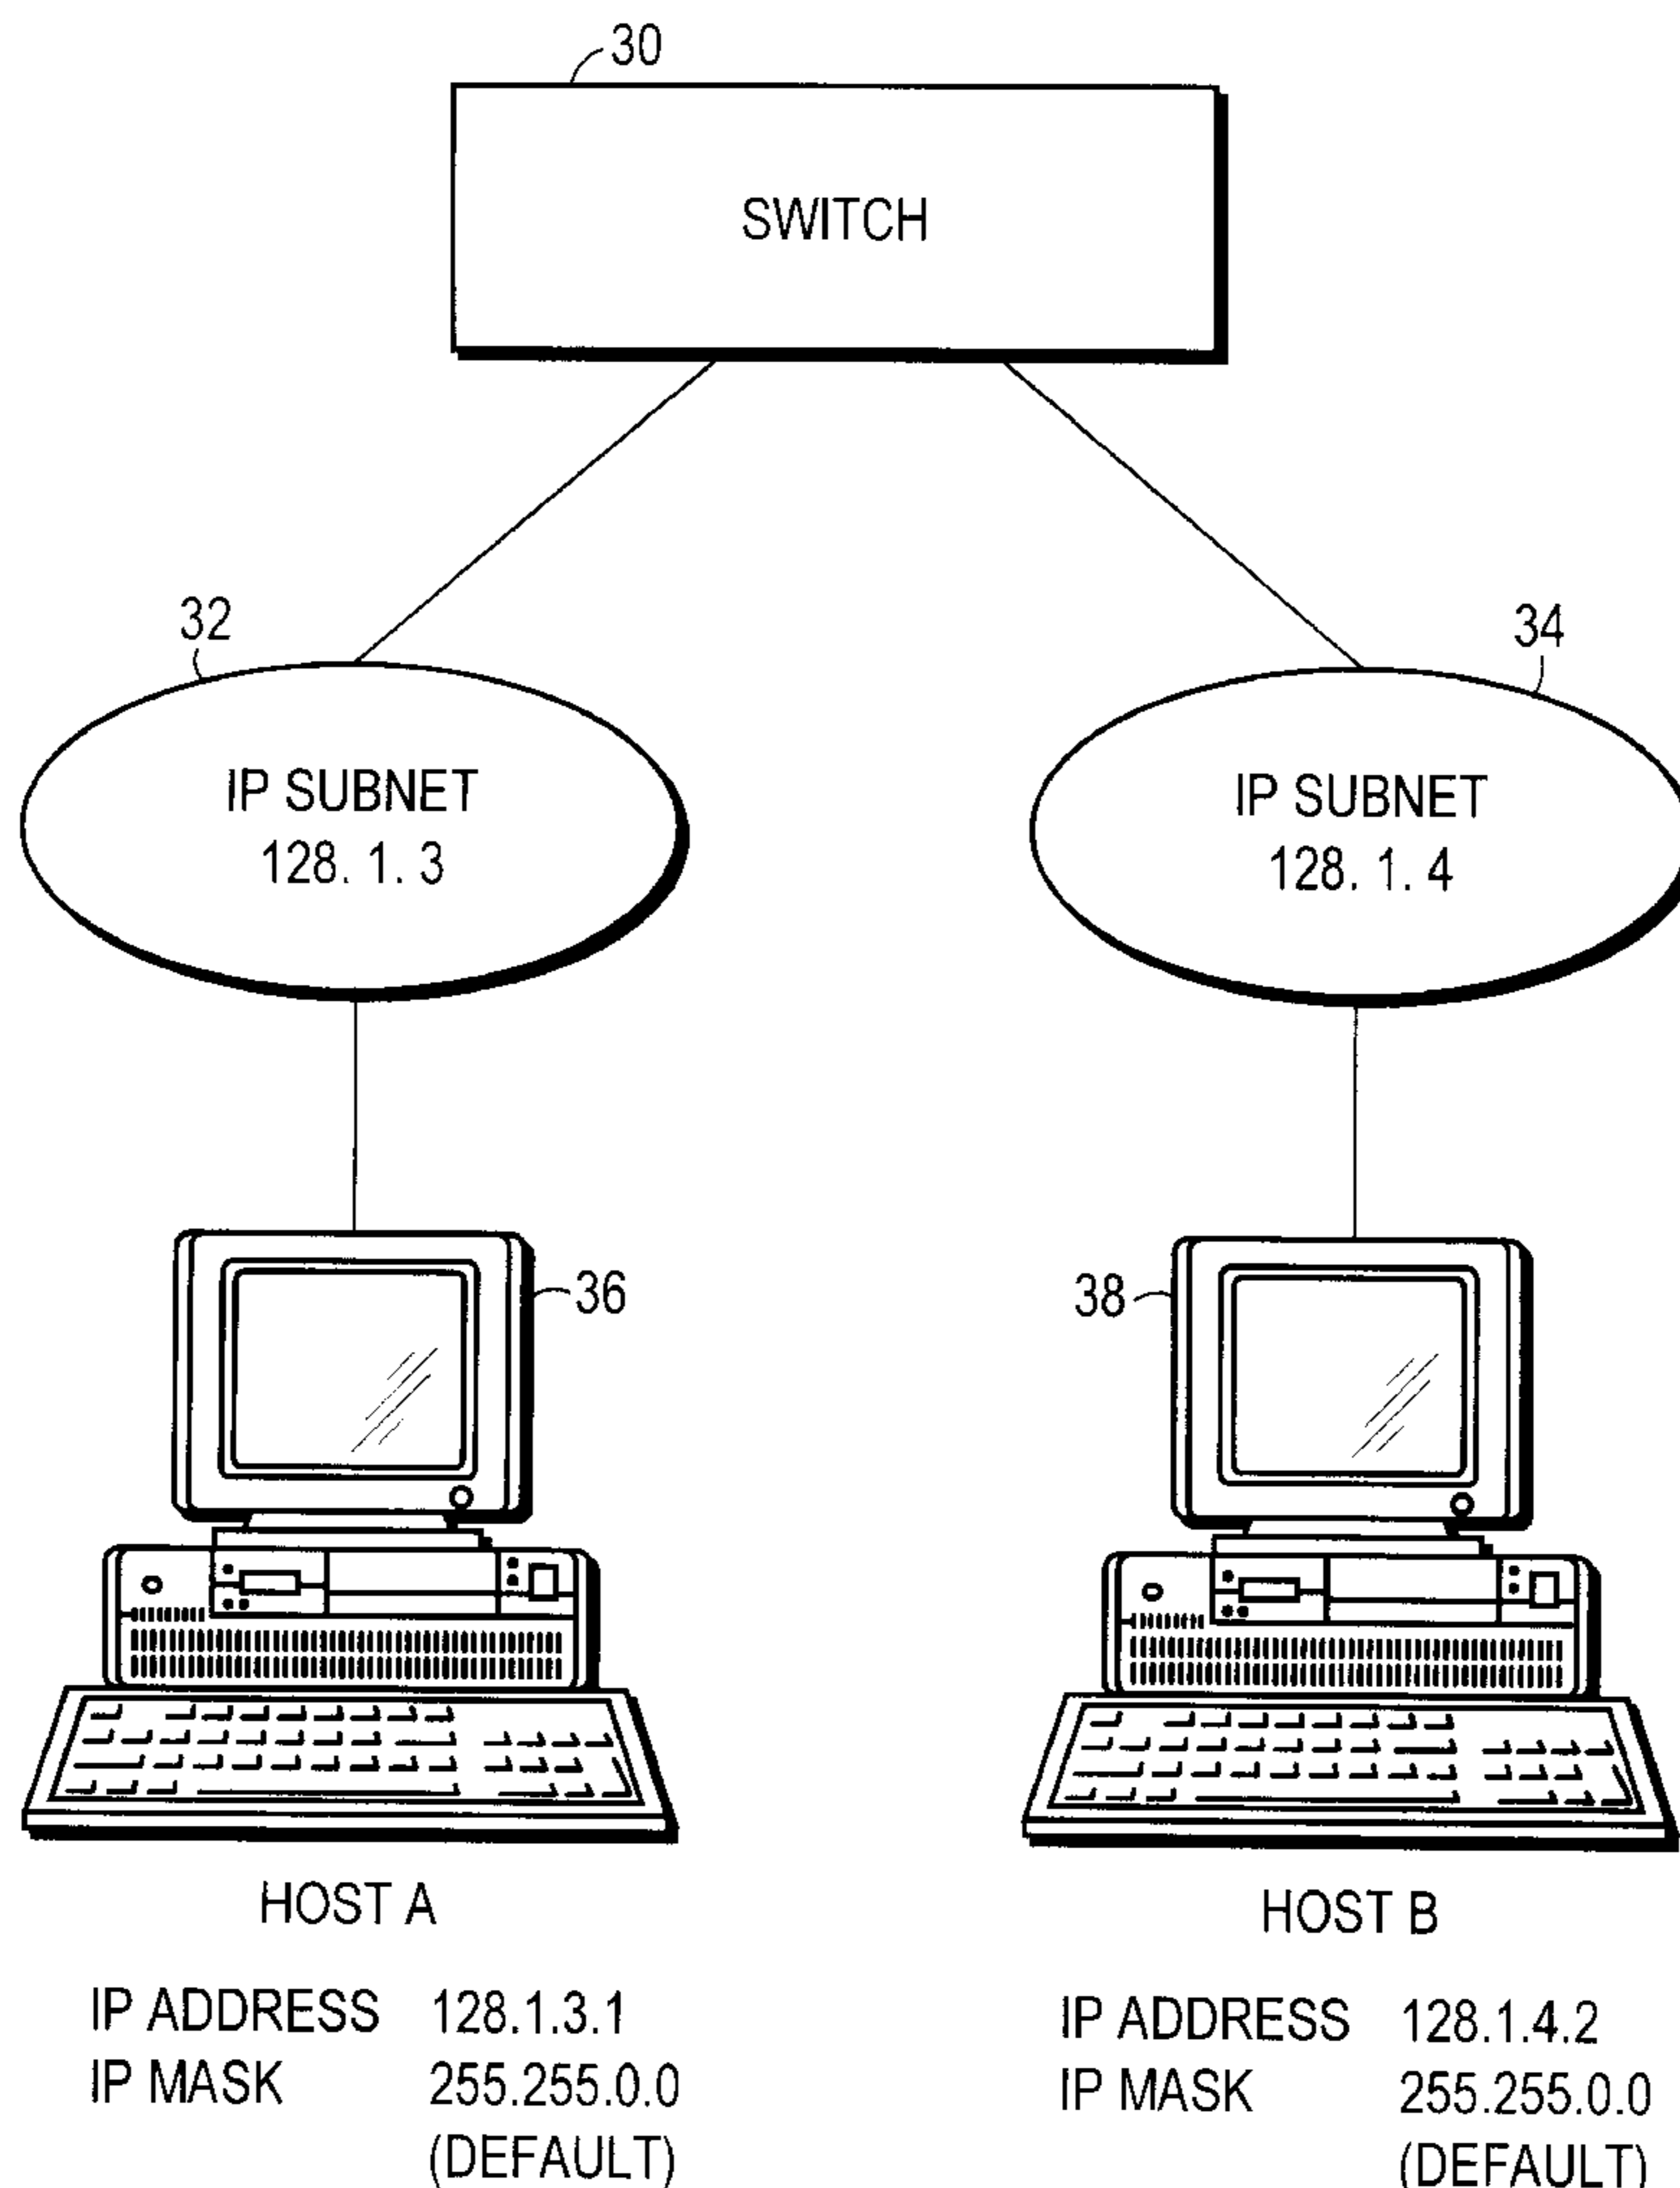 30
SWITCH
32
34
IP SUBNET
128. 1. 3
IP SUBNET
128. 1. 4
36
38
HOST A
HOST B
IP ADDRESS 128.1.3.1
IP MASK 255.255.0.0
(DEFAULT)
IP ADDRESS 128.1.4.2
IP MASK 255.255.0.0
(DEFAULT)